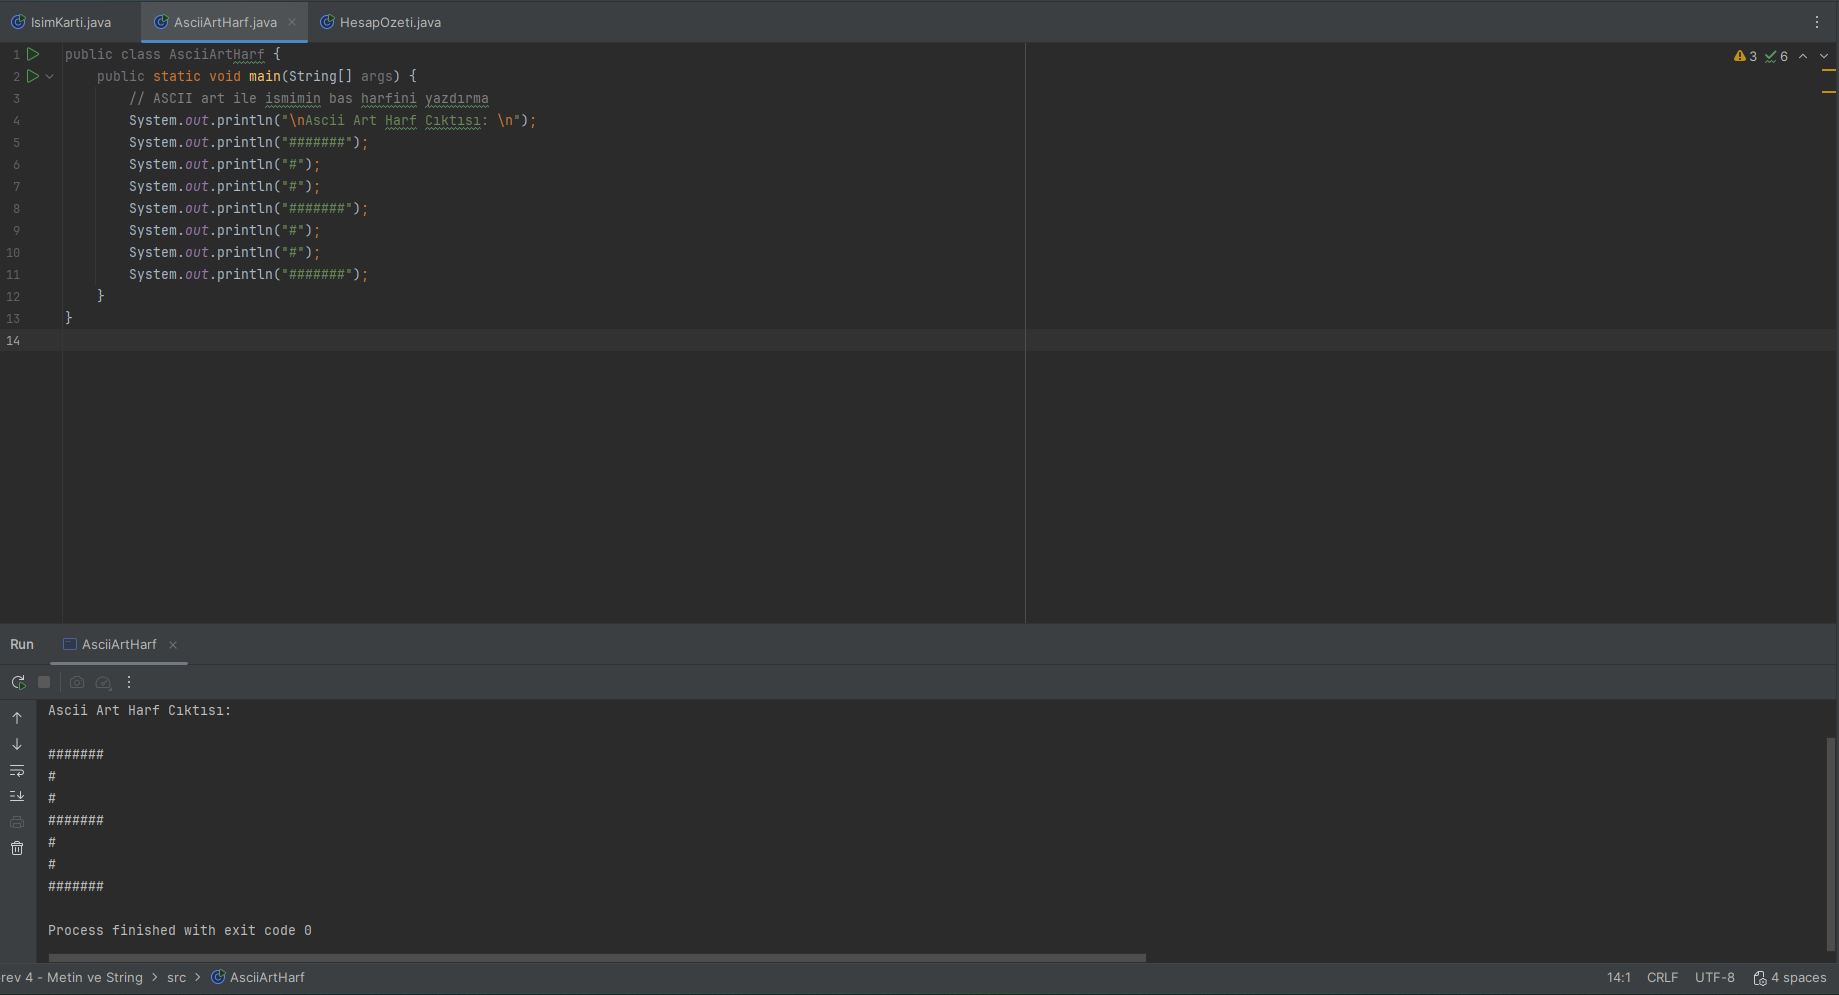 IsimKarti.java AsciiArtHarf.java HesapOzeti.java
3 6
1 public class AsciiArtHarf {
2 public static void main(String[] args) {
3 // ASCII art ile ismimin bas harfini yazdırma
4 System.out.println("\nAscii Art Harf Cıktısı: \n");
5 System.out.println("#######");
6 System.out.println("#");
7 System.out.println("#");
8 System.out.println("#######");
9 System.out.println("#");
10 System.out.println("#");
11 System.out.println("#######");
12 }
13 }
14
Run AsciiArtHarf
Ascii Art Harf Cıktısı:
#######
#
#
#######
#
#
#######
Process finished with exit code 0
rev 4 - Metin ve String src AsciiArtHarf 14:1 CRLF UTF-8 4 spaces